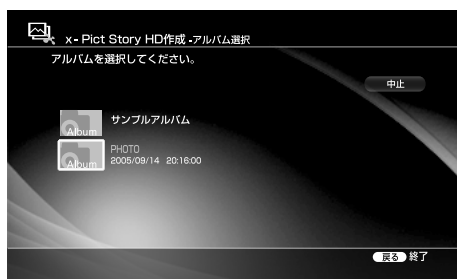 x-Pict Story HD作成 -アルバム選択
アルバムを選択してください。
中止
Album
サンプルアルバム
Album
PHOTO
2005/09/14 20:16:00
戻る 終了